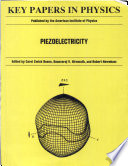 KEY PAPERS IN PHYSICS
Published by the American Institute of Physics
PIEZOELECTRICITY
Edited by Carol Zwick Rosen, Basavaraj V. Hiremath, and Robert Newnham